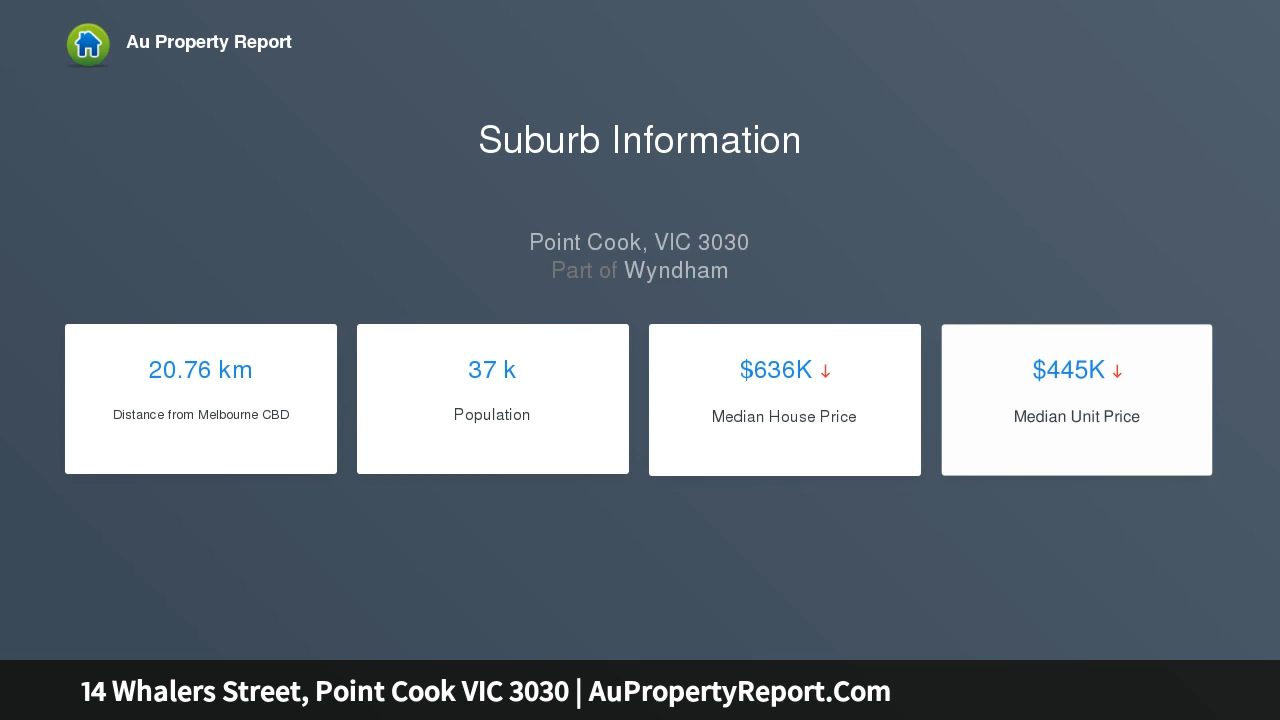 Au Property Report
Suburb Information
Point Cook, VIC 3030
Part of Wyndham
20.76 km
Distance from Melbourne CBD
37 k
Population
$636K ↓
Median House Price
$445K ↓
Median Unit Price
14 Whalers Street, Point Cook VIC 3030 | AuPropertyReport.Com